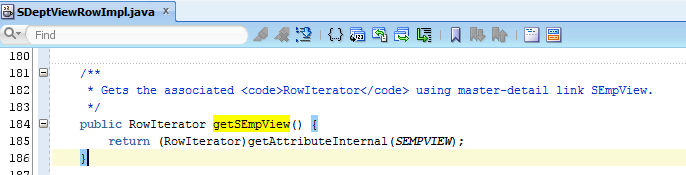 SDeptViewRowImpl.java x
Find
180
181 /**
182 * Gets the associated <code>RowIterator</code> using master-detail link SEmpView.
183 */
184 public RowIterator getSEmpView() {
185 return (RowIterator)getAttributeInternal(SEMPVIEW);
186 }